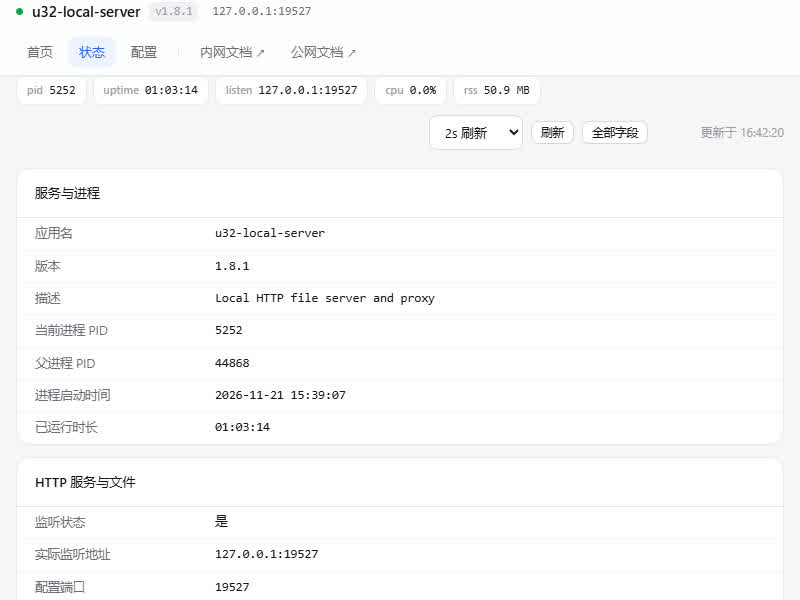 u32-local-server v1.8.1 127.0.0.1:19527
首页 状态 配置 内网文档 ↗ 公网文档 ↗
pid 5252 uptime 01:03:14 listen 127.0.0.1:19527 cpu 0.0% rss 50.9 MB
2s 刷新 刷新 全部字段 更新于 16:42:20
服务与进程
应用名 u32-local-server
版本 1.8.1
描述 Local HTTP file server and proxy
当前进程 PID 5252
父进程 PID 44868
进程启动时间 2026-11-21 15:39:07
已运行时长 01:03:14
HTTP 服务与文件
监听状态 是
实际监听地址 127.0.0.1:19527
配置端口 19527